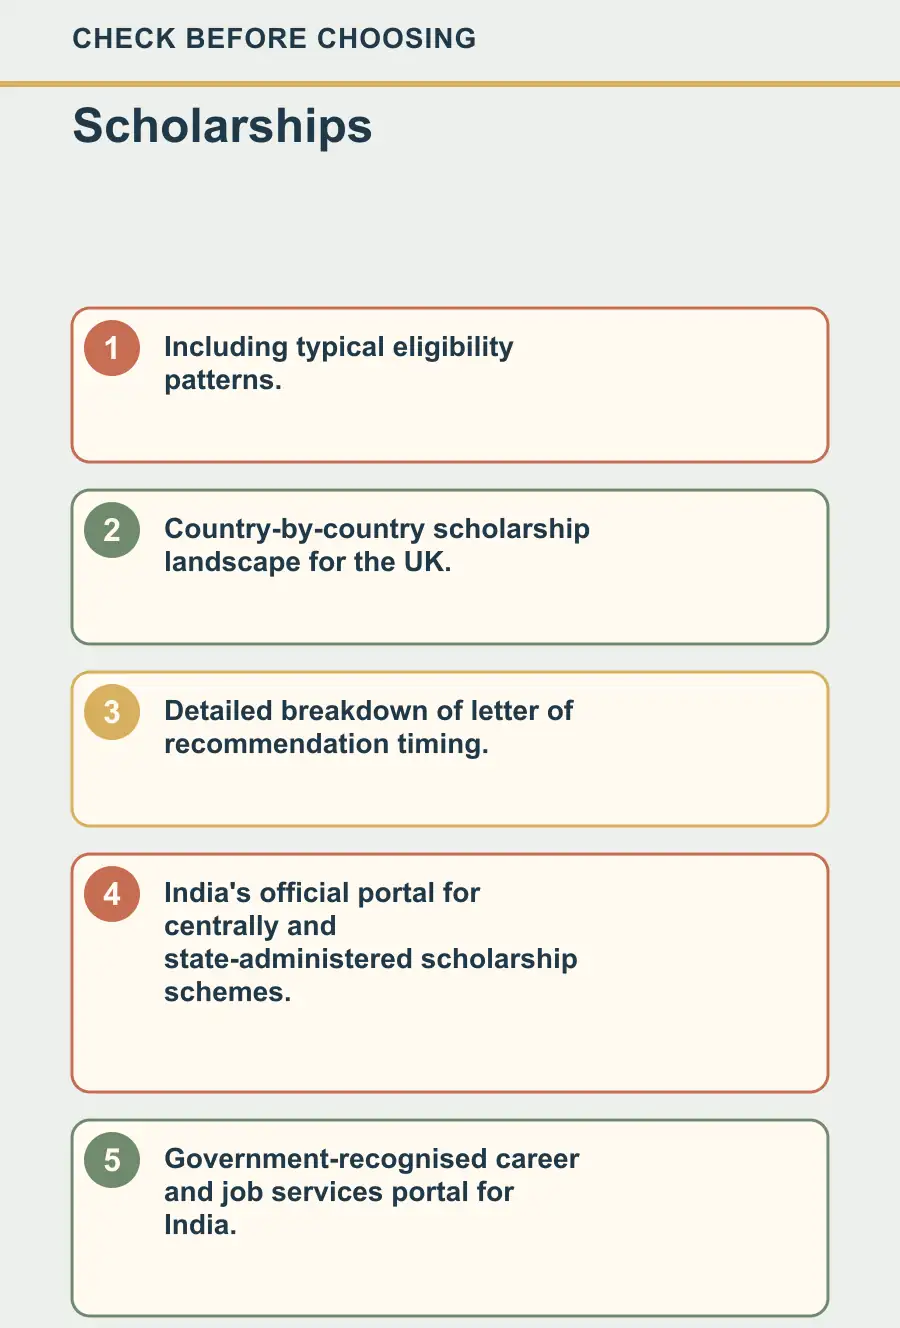 CHECK BEFORE CHOOSING
Scholarships
1
Including typical eligibility
patterns.
2
Country-by-country scholarship
landscape for the UK.
3
Detailed breakdown of letter of
recommendation timing.
4
India's official portal for
centrally and
state-administered scholarship
schemes.
5
Government-recognised career
and job services portal for
India.